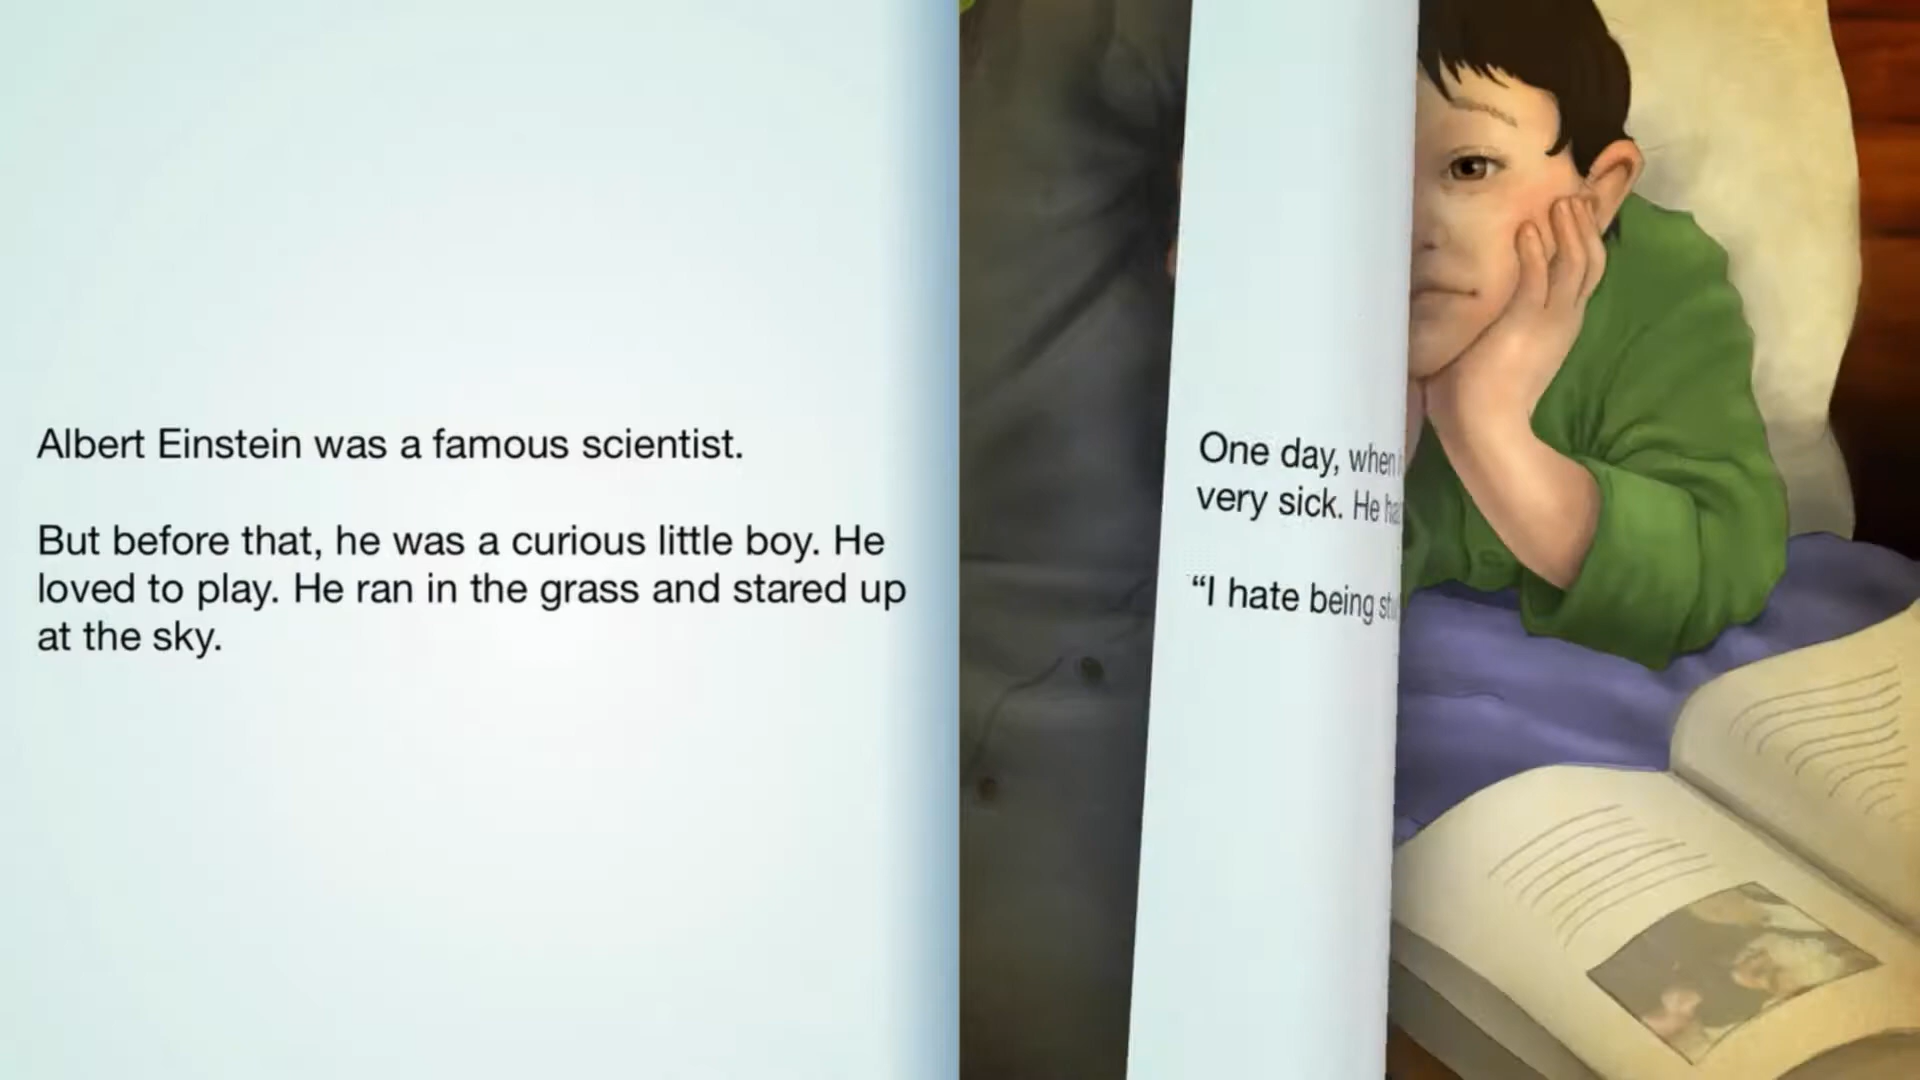 Albert Einstein was a famous scientist.
But before that, he was a curious little boy. He
loved to play. He ran in the grass and stared up
at the sky.
One day, when
very sick. He
“I hate being